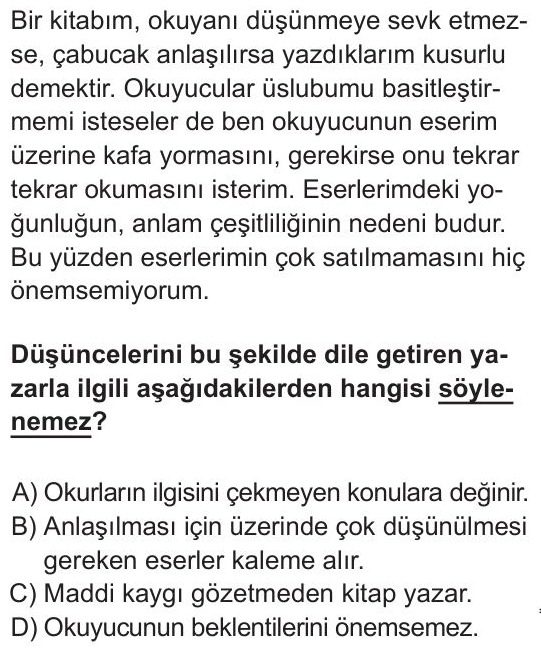 Bir kitabım, okuyanı düşünmeye sevk etmez-
se, çabucak anlaşılırsa yazdıklarım kusurlu
demektir. Okuyucular üslubumu basitleştir-
memi isteseler de ben okuyucunun eserim
üzerine kafa yormasını, gerekirse onu tekrar
tekrar okumasını isterim. Eserlerimdeki yo-
ğunluğun, anlam çeşitliliğinin nedeni budur.
Bu yüzden eserlerimin çok satılmamasını hiç
önemsemiyorum.
Düşüncelerini bu şekilde dile getiren ya-
zarla ilgili aşağıdakilerden hangisi söyle-
nemez?
A) Okurların ilgisini çekmeyen konulara değinir.
B) Anlaşılması için üzerinde çok düşünülmesi
gereken eserler kaleme alır.
C) Maddi kaygı gözetmeden kitap yazar.
D) Okuyucunun beklentilerini önemsemez.